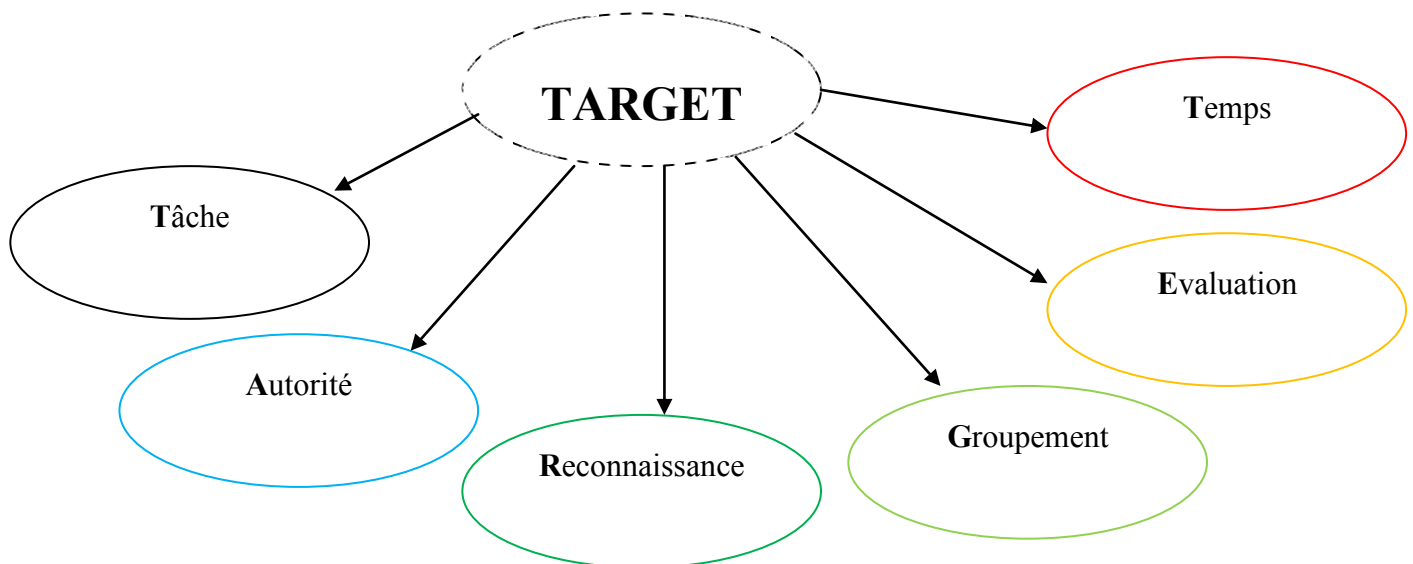 TARGET
Temps
Tâche
Evaluation
Autorité
Groupement
Reconnaissance